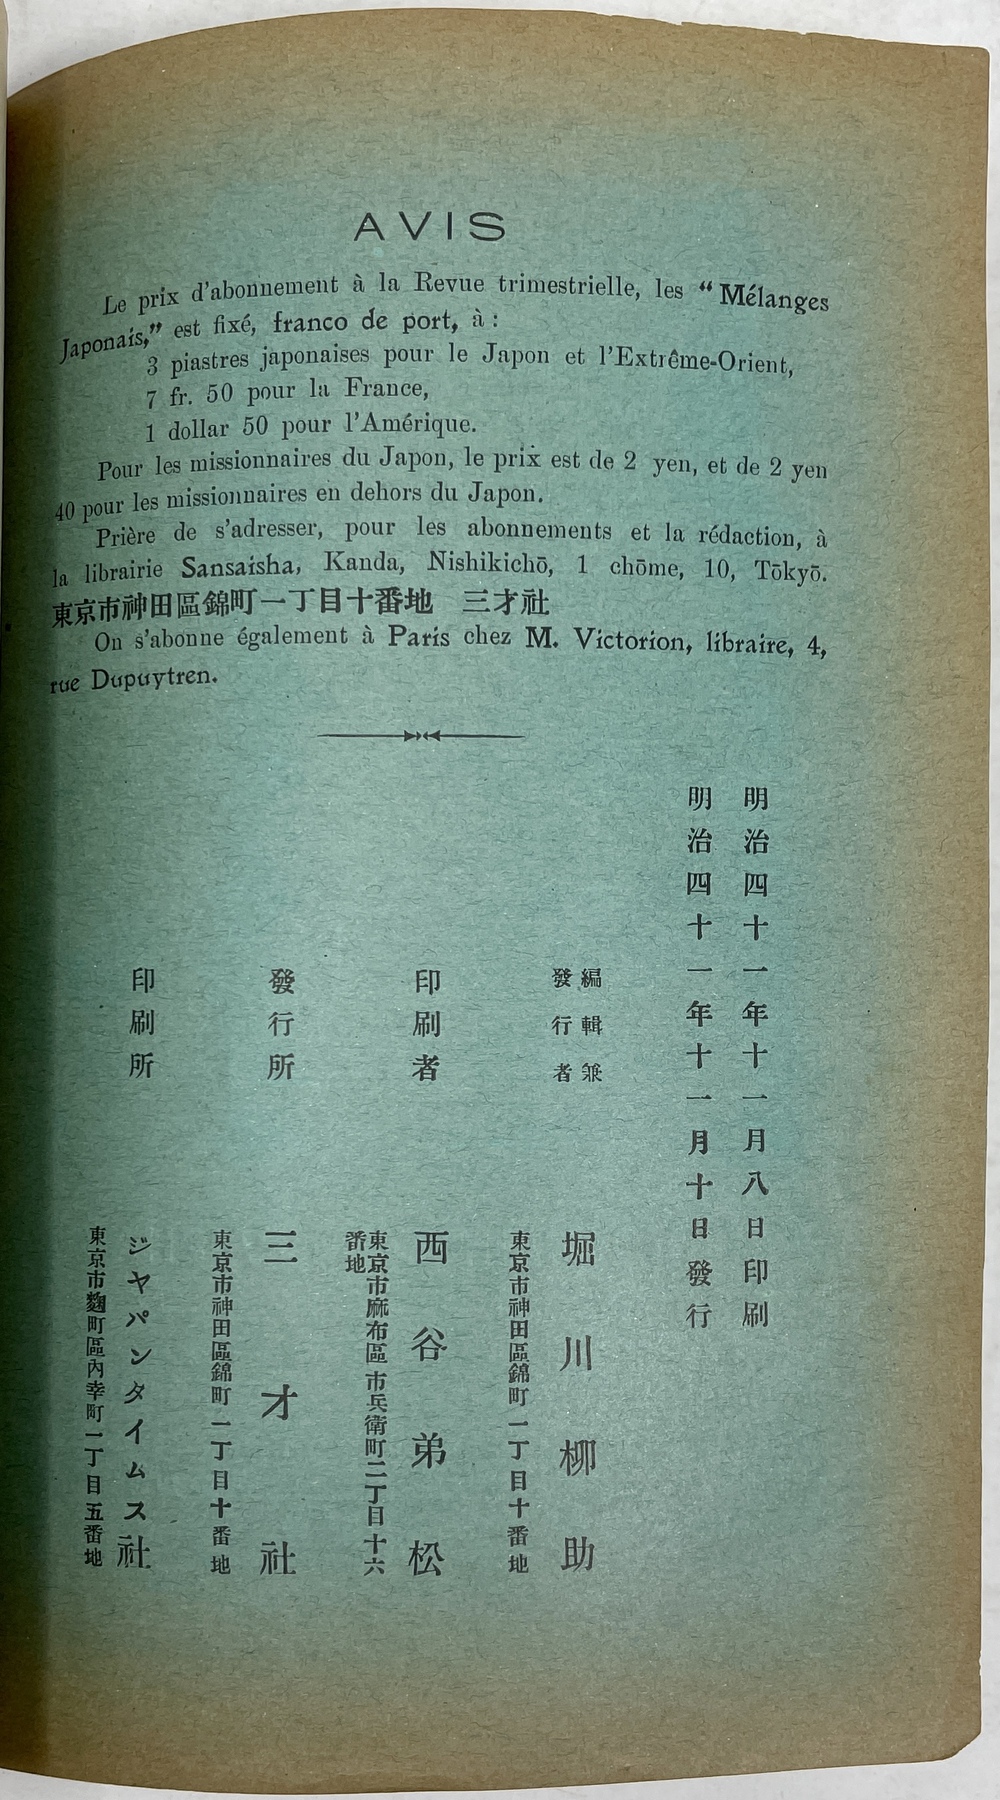 AVIS
Le prix d'abonnement à la Revue trimestrielle, les “Mélanges
Japonais,” est fixé, franco de port, à :
3 piastres japonaises pour le Japon et l'Extrême-Orient,
7 fr. 50 pour la France,
1 dollar 50 pour l'Amérique.
Pour les missionnaires du Japon, le prix est de 2 yen, et de 2 yen
40 pour les missionnaires en dehors du Japon.
Prière de s'adresser, pour les abonnements et la rédaction, à
la librairie Sansaisha, Kanda, Nishikichō, 1 chōme, 10, Tōkyō.
東京市神田區錦町一丁目十番地　三才社
On s'abonne également à Paris chez M. Victorion, libraire, 4,
rue Dupuytren.
明治四十一年十一月八日印刷
明治四十一年十一月十日發行
編輯兼
發行者
堀川柳助
東京市神田區錦町一丁目十番地
印刷者
西谷弟松
東京市麻布區市兵衛町二丁目十六
番地
發行所
三才社
東京市神田區錦町一丁目十番地
印刷所
ジヤパンタイムス社
東京市麴町區內幸町一丁目五番地